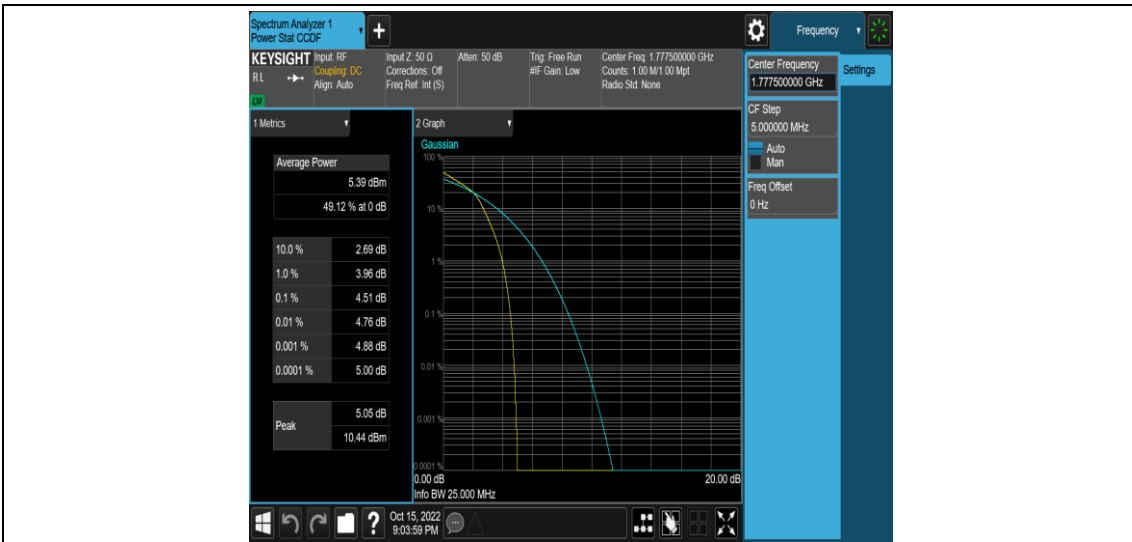 Spectrum Analyzer 1
Power Stat CCDF
+
Frequency
KEYSIGHT
RL
LXI
Input: RF
Coupling: DC
Align: Auto
Input Z: 50 Ω
Corrections: Off
Freq Ref: Int (S)
Atten: 50 dB
Trig: Free Run
#IF Gain: Low
Center Freq: 1.777500000 GHz
Counts: 1.00 M/1.00 Mpt
Radio Std: None
Center Frequency
1.777500000 GHz
Settings
CF Step
5.000000 MHz
Auto
Man
Freq Offset
0 Hz
1 Metrics
Average Power
5.39 dBm
49.12 % at 0 dB
10.0 % 2.69 dB
1.0 % 3.96 dB
0.1 % 4.51 dB
0.01 % 4.76 dB
0.001 % 4.88 dB
0.0001 % 5.00 dB
Peak
5.05 dB
10.44 dBm
2 Graph
Gaussian
100 %
10 %
1 %
0.1 %
0.01 %
0.001 %
0.0001 %
0.00 dB 20.00 dB
Info BW 25.000 MHz
?
Oct 15, 2022
9:03:59 PM